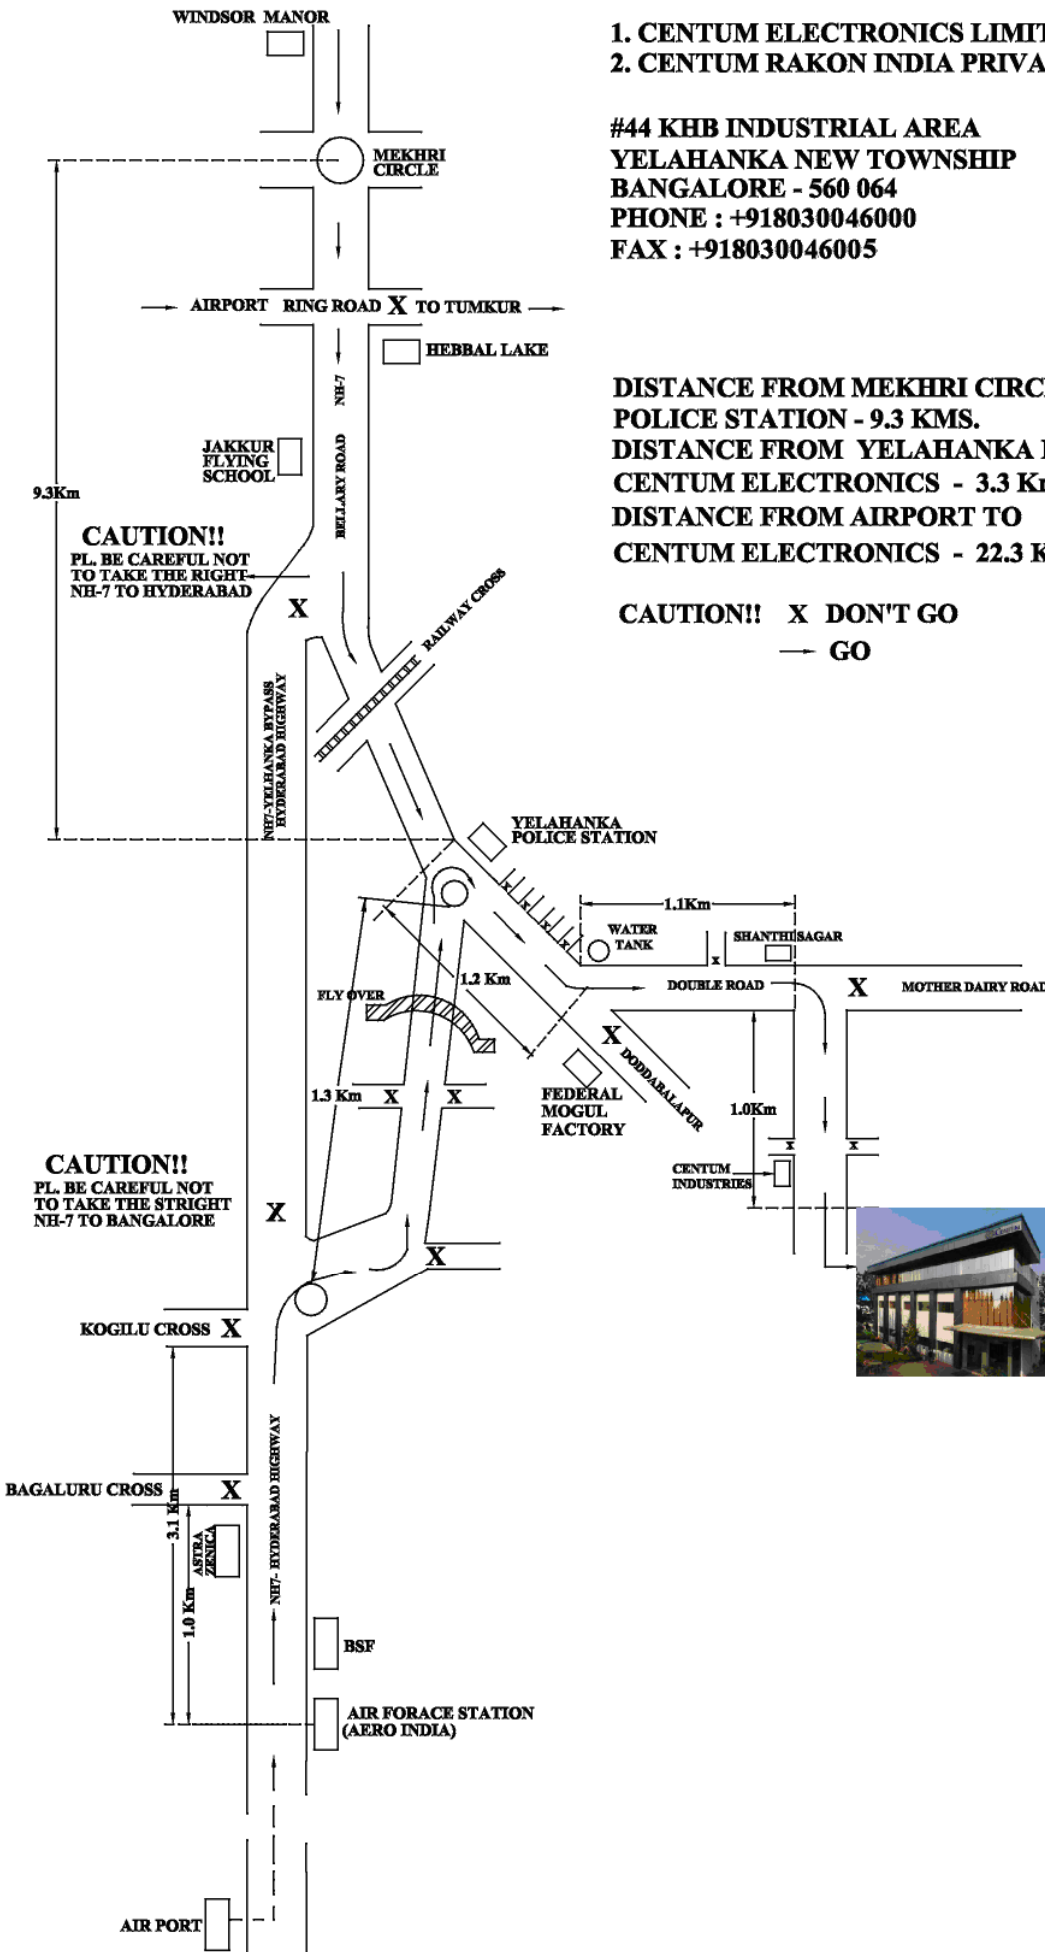 WINDSOR MANOR
1. CENTUM ELECTRONICS LIMIT
2. CENTUM RAKON INDIA PRIVA
#44 KHB INDUSTRIAL AREA
YELAHANKA NEW TOWNSHIP
BANGALORE - 560 064
PHONE : +918030046000
FAX : +918030046005
MEKHRI
CIRCLE
AIRPORT RING ROAD X TO TUMKUR
HEBBAL LAKE
NH-7
BELLARY ROAD
JAKKUR
FLYING
SCHOOL
9.3Km
DISTANCE FROM MEKHRI CIRC
POLICE STATION - 9.3 KMS.
DISTANCE FROM YELAHANKA
CENTUM ELECTRONICS - 3.3 K
DISTANCE FROM AIRPORT TO
CENTUM ELECTRONICS - 22.3 K
CAUTION!! X DON'T GO
GO
CAUTION!!
PL. BE CAREFUL NOT
TO TAKE THE RIGHT
NH-7 TO HYDERABAD
X
RAILWAY CROSS
NH7-YELHANKA BYPASS
HYDERABAD HIGHWAY
YELAHANKA
POLICE STATION
x
x
x
x
1.1Km
WATER
TANK
SHANTHI SAGAR
x
1.2 Km
DOUBLE ROAD
X
MOTHER DAIRY ROAD
FLY OVER
X
DODDABALAPUR
FEDERAL
MOGUL
FACTORY
1.3 Km
X
X
1.0Km
x
x
CENTUM
INDUSTRIES
CAUTION!!
PL. BE CAREFUL NOT
TO TAKE THE STRIGHT
NH-7 TO BANGALORE
X
X
KOGILU CROSS X
NH7- HYDERABAD HIGHWAY
BAGALURU CROSS X
3.1 Km
ASTRA
ZENICA
1.0 Km
BSF
AIR FORACE STATION
(AERO INDIA)
AIR PORT